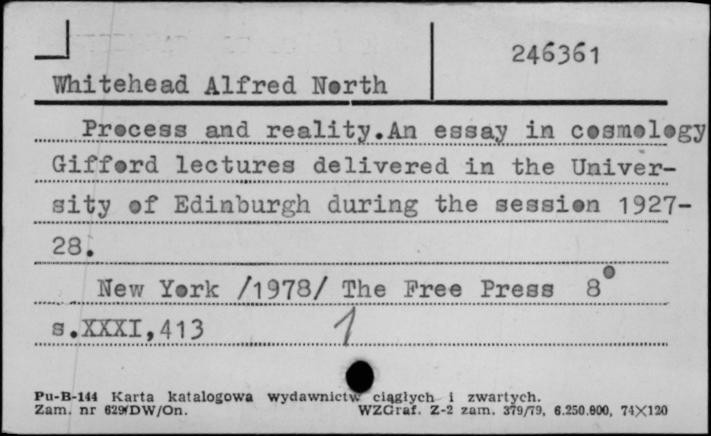 246361
Whitehead Alfred North
Process and reality.An essay in cosmology
Gifford lectures delivered in the Univer-
sity of Edinburgh during the session 1927-
28.
New York /1978/ The Free Press 8°
s.XXXI,413 1
Pu-B-144 Karta katalogowa wydawnictw ciągłych i zwartych.
Zam. nr 629/DW/On. WZGraf. Z-2 zam. 379/79, 6.250.000, 74×120